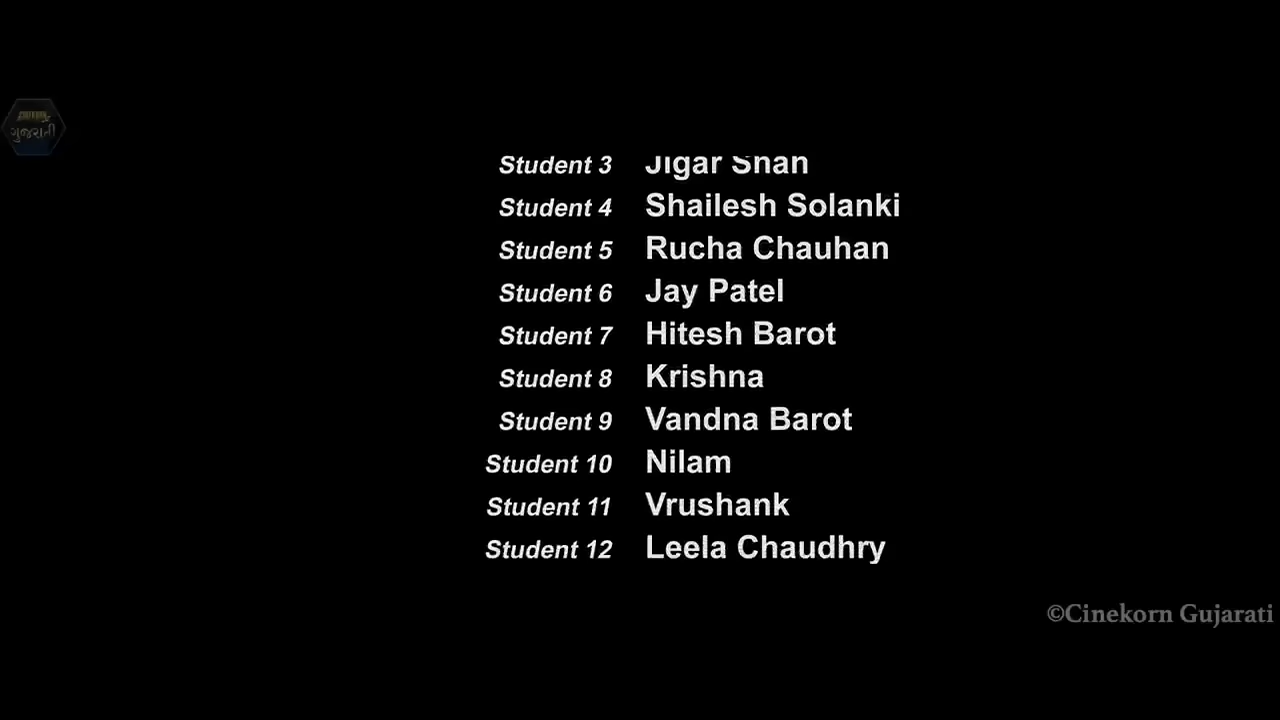 ગુજરાતી
Student 3 Jigar Shah
Student 4 Shailesh Solanki
Student 5 Rucha Chauhan
Student 6 Jay Patel
Student 7 Hitesh Barot
Student 8 Krishna
Student 9 Vandna Barot
Student 10 Nilam
Student 11 Vrushank
Student 12 Leela Chaudhry
©Cinekorn Gujarati